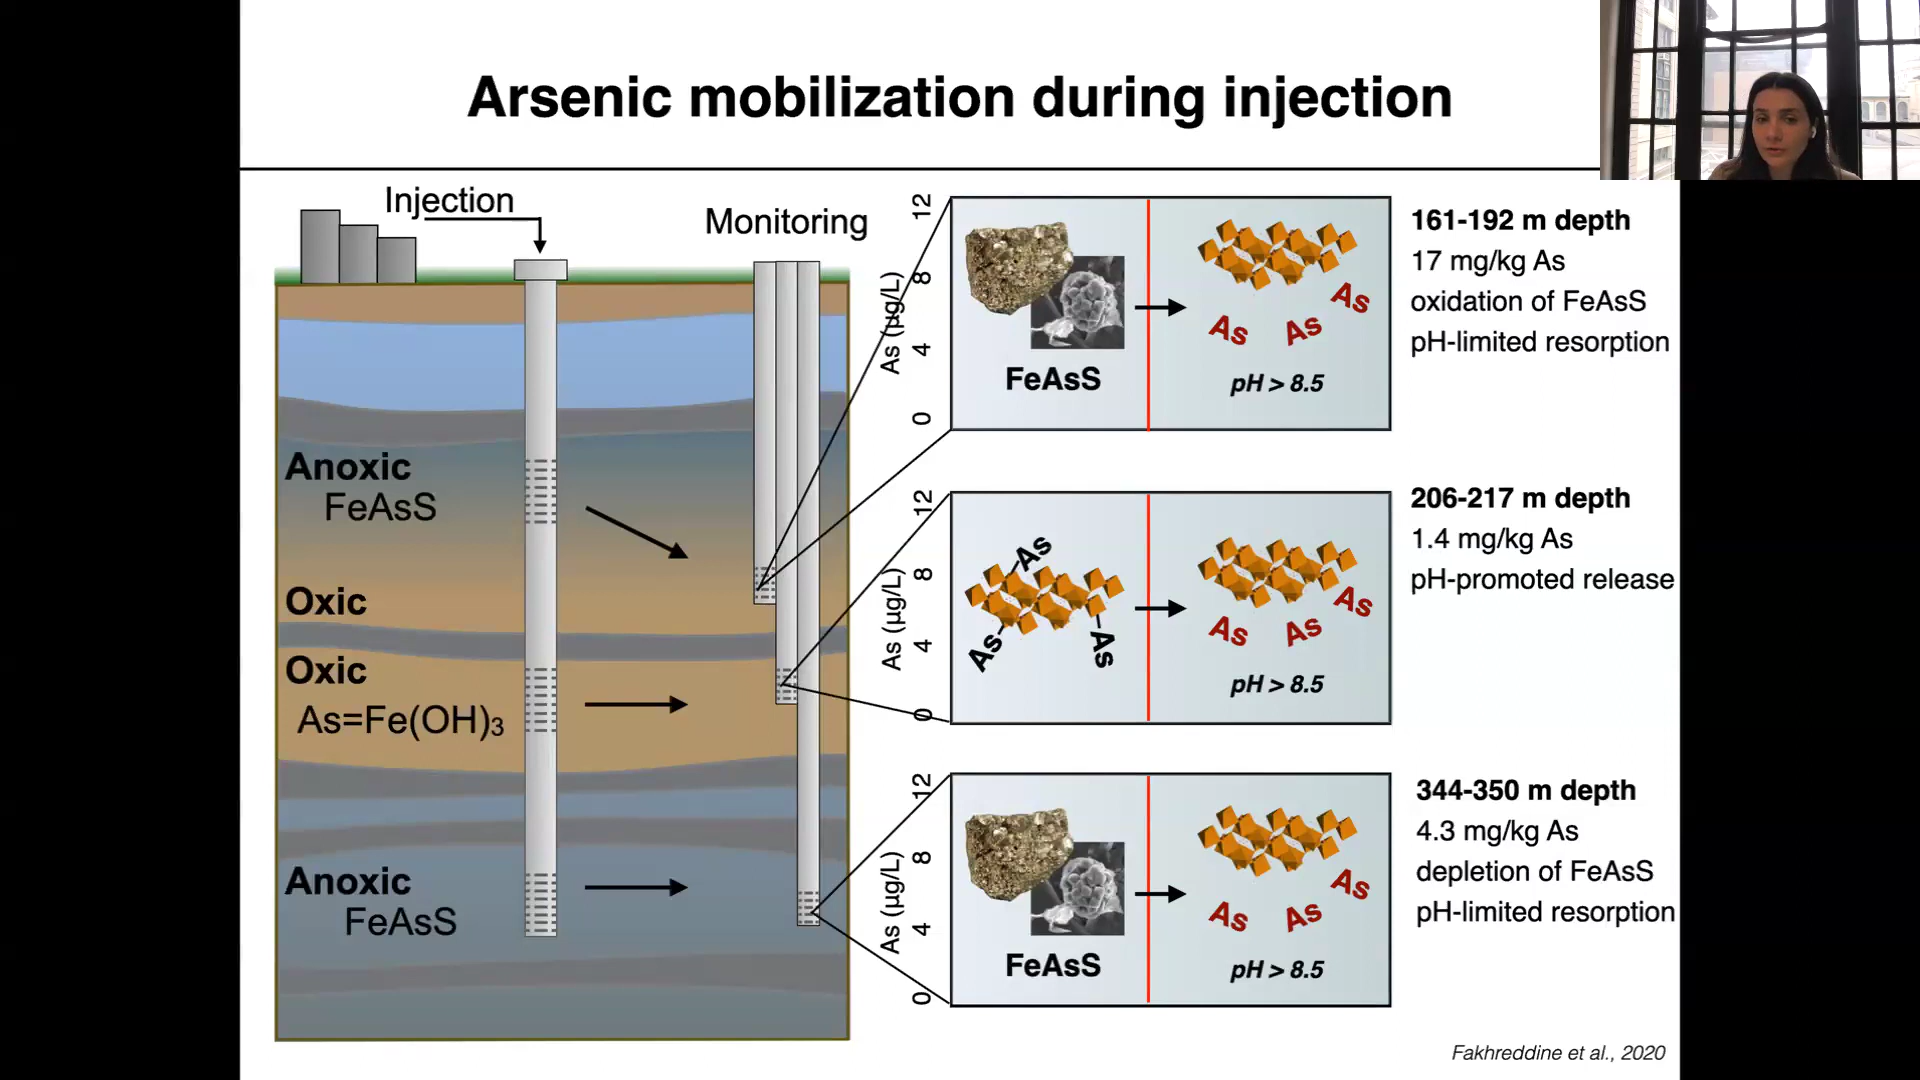 Arsenic mobilization during injection
Injection
Monitoring
Anoxic
FeAsS
Oxic
Oxic
As=Fe(OH)3
Anoxic
FeAsS
As (µg/L)
12
8
4
0
FeAsS
As
As
As
pH > 8.5
161-192 m depth
17 mg/kg As
oxidation of FeAsS
pH-limited resorption
As (µg/L)
12
8
4
0
As
As
As
As
As
As
pH > 8.5
206-217 m depth
1.4 mg/kg As
pH-promoted release
As (µg/L)
12
8
4
0
FeAsS
As
As
As
pH > 8.5
344-350 m depth
4.3 mg/kg As
depletion of FeAsS
pH-limited resorption
Fakhreddine et al., 2020